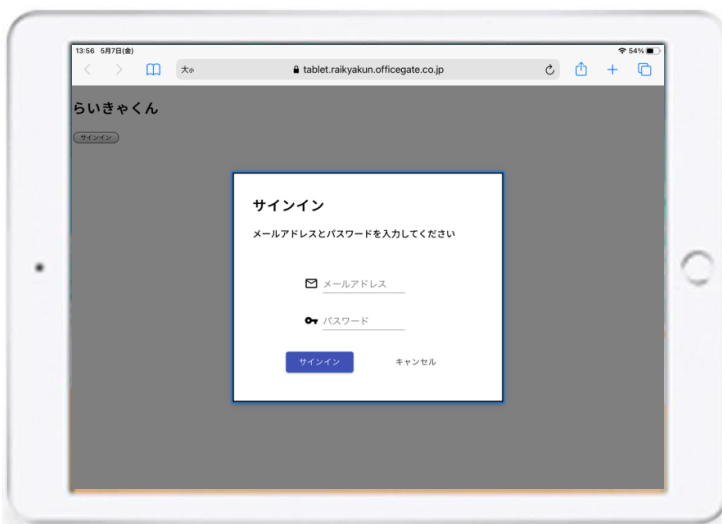 13:56 5月7日(金)
54%
大小
tablet.raikyakun.officegate.co.jp
らいきゃくん
サインイン
サインイン
メールアドレスとパスワードを入力してください
メールアドレス
パスワード
サインイン
キャンセル